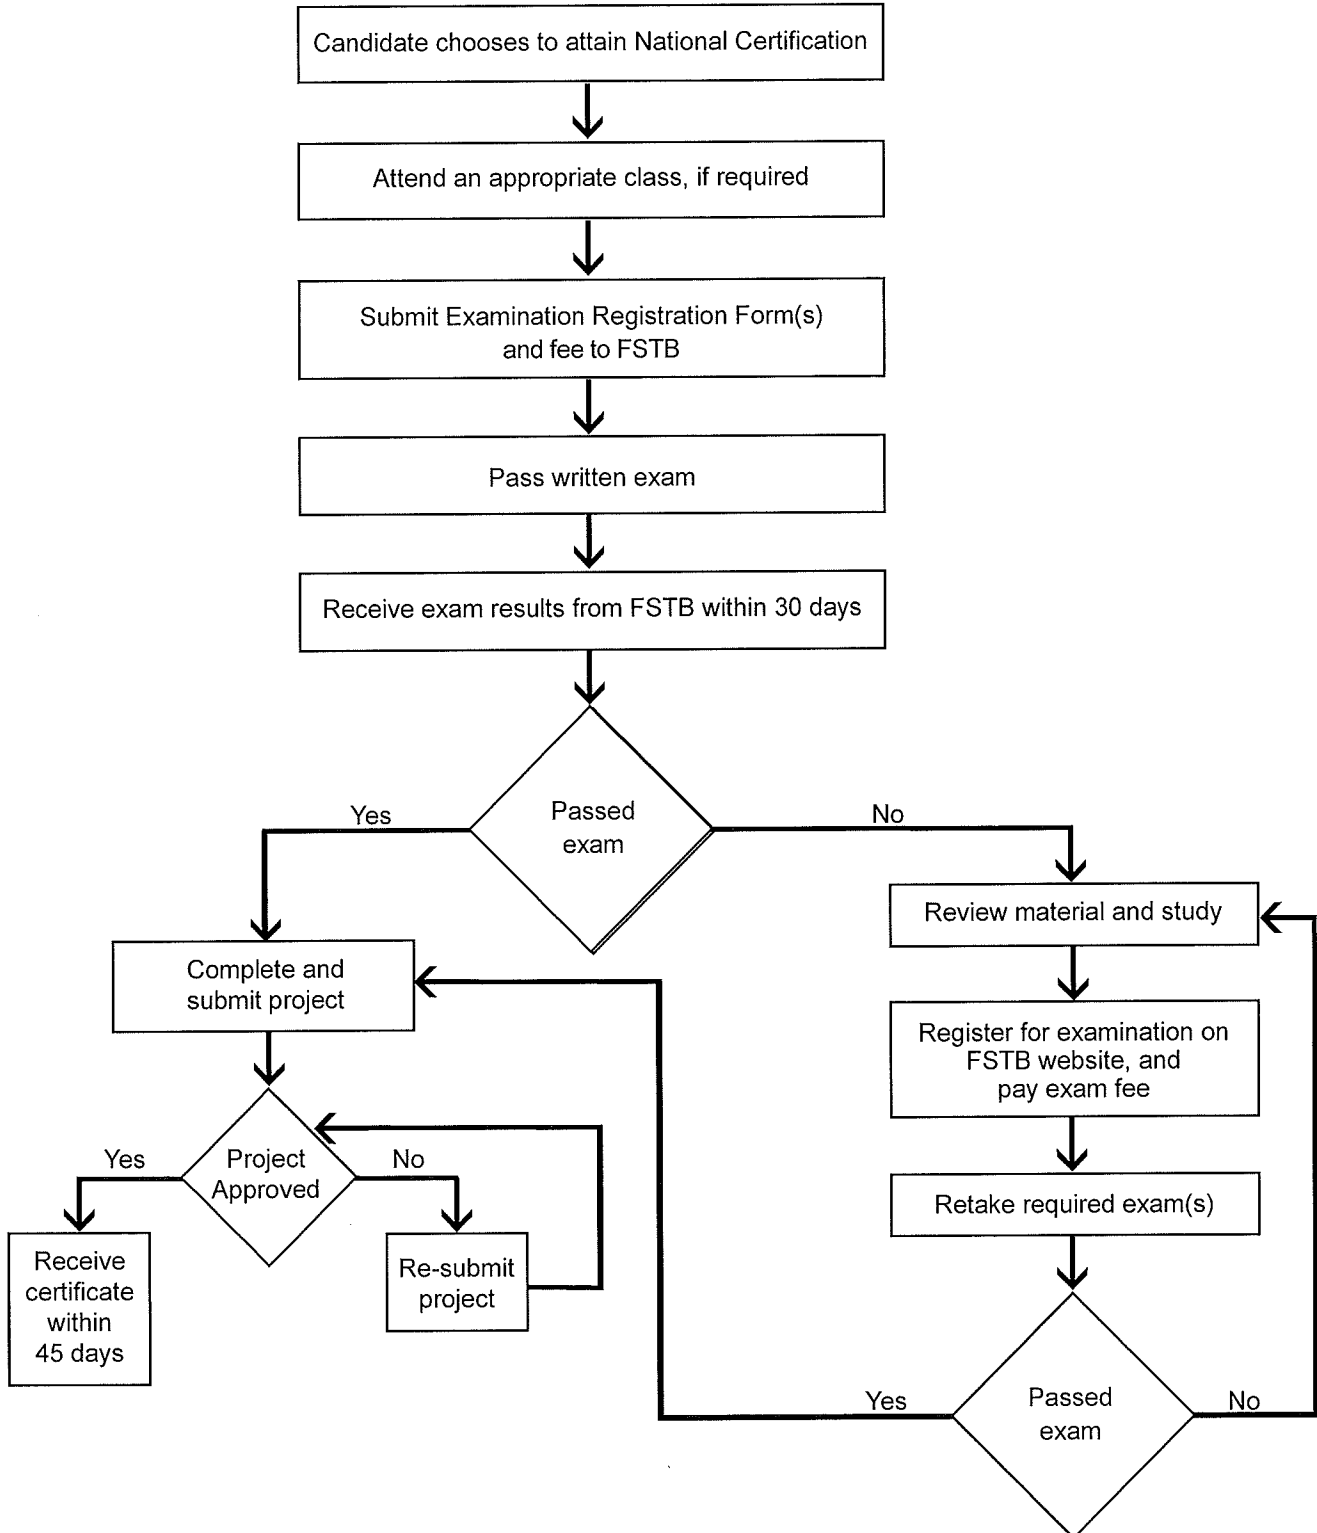 Candidate chooses to attain National Certification
Attend an appropriate class, if required
Submit Examination Registration Form(s)
and fee to FSTB
Pass written exam
Receive exam results from FSTB within 30 days
Passed
exam
Yes
No
Review material and study
Complete and
submit project
Register for examination on
FSTB website, and
pay exam fee
Project
Approved
Yes
No
Retake required exam(s)
Receive
certificate
within
45 days
Re-submit
project
Passed
exam
Yes
No